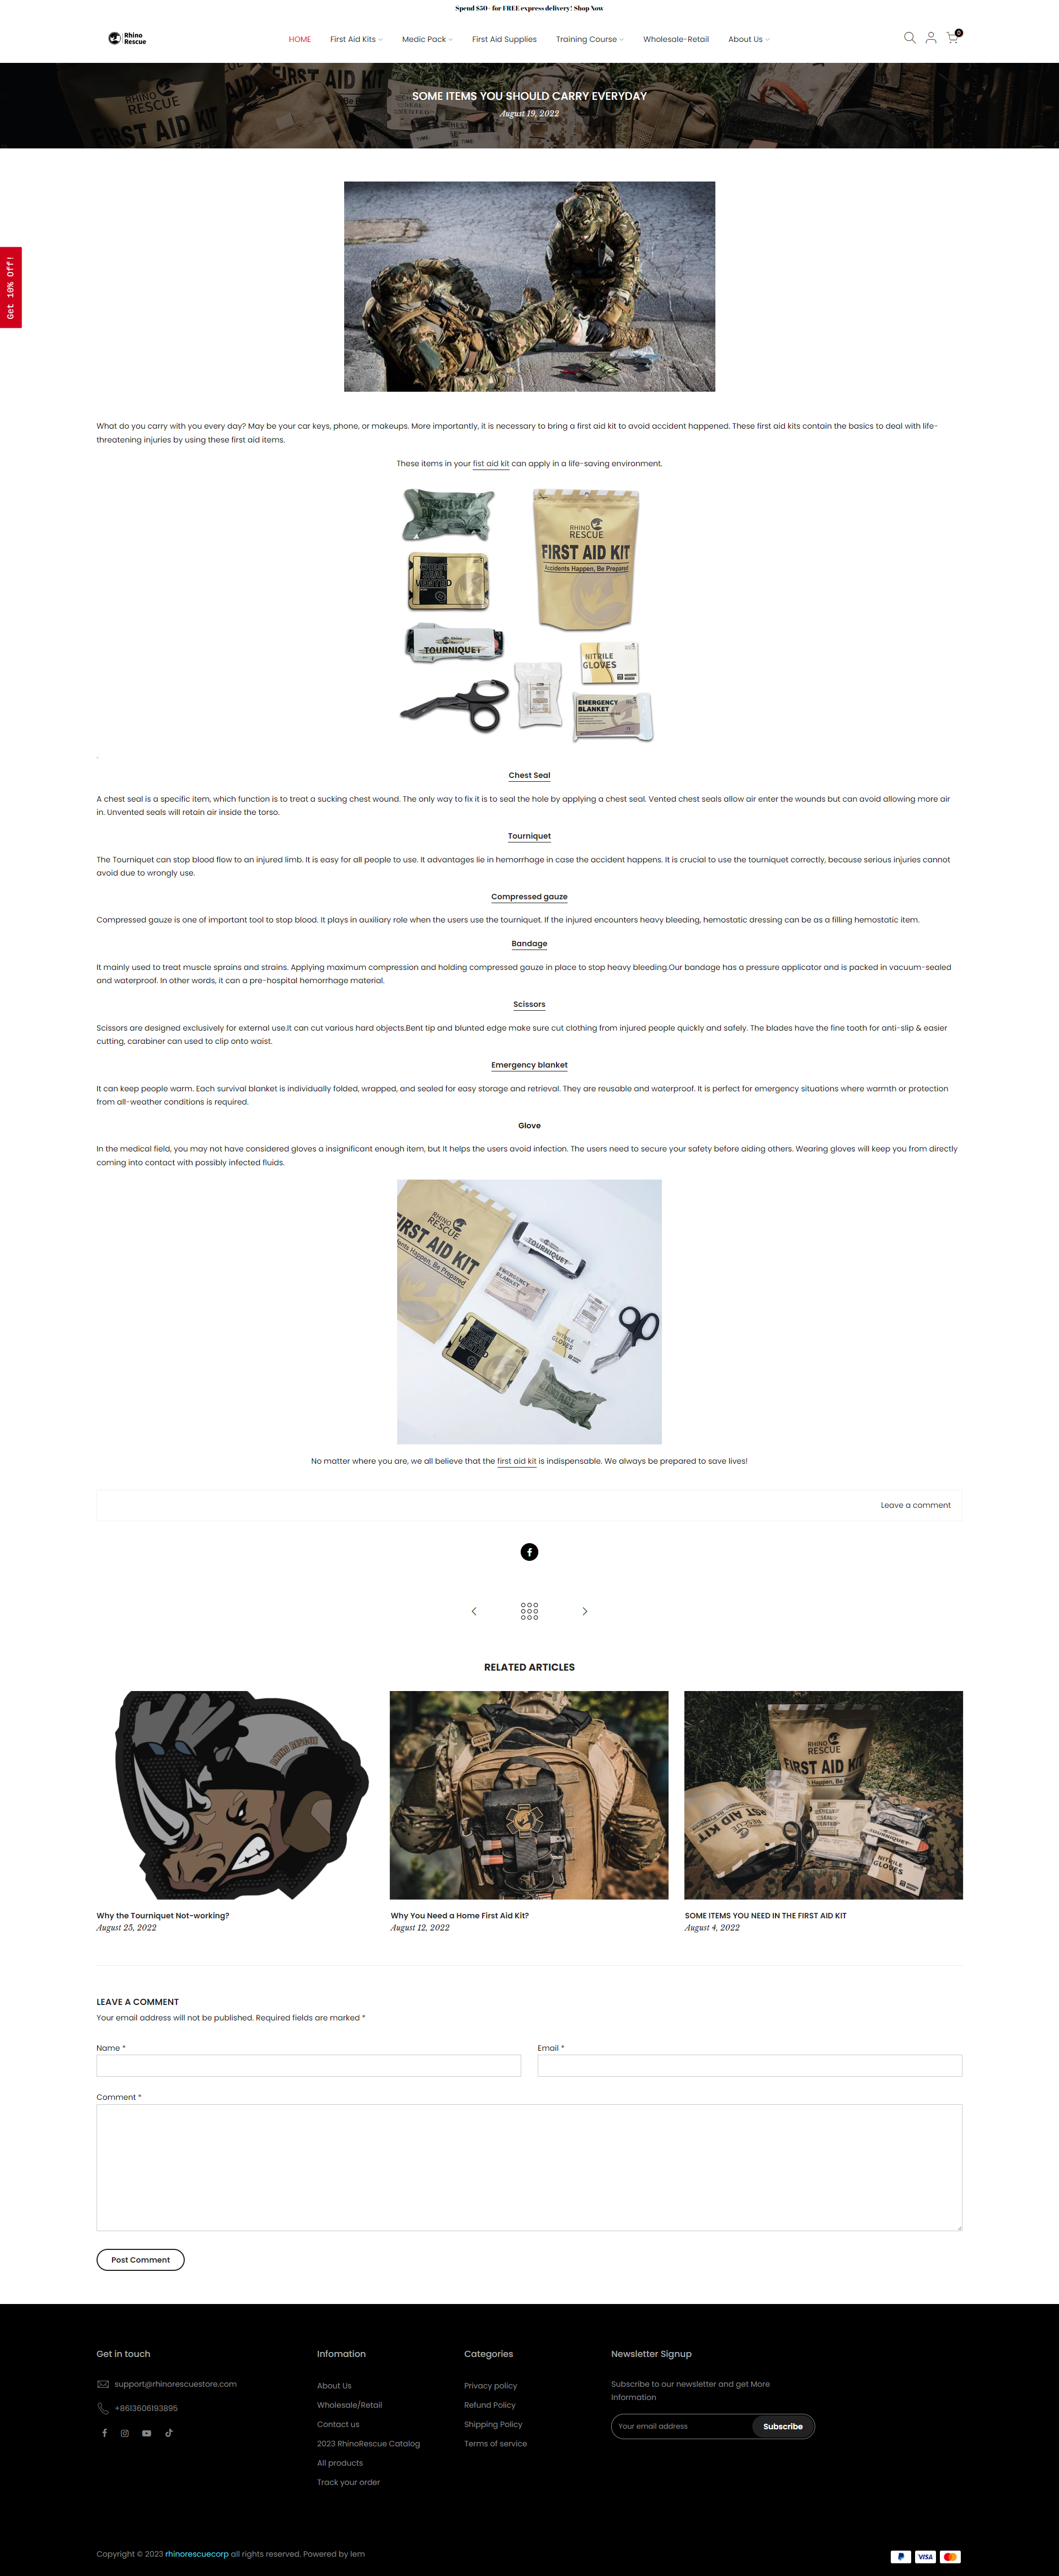 Spend $50+ for FREE express delivery! Shop Now
Rhino
Rescue
HOME
First Aid Kits
Medic Pack
First Aid Supplies
Training Course
Wholesale-Retail
About Us
0
SOME ITEMS YOU SHOULD CARRY EVERYDAY
August 19, 2022
Get 10% Off!
What do you carry with you every day? May be your car keys, phone, or makeups. More importantly, it is necessary to bring a first aid kit to avoid accident happened. These first aid kits contain the basics to deal with life-
threatening injuries by using these first aid items.
These items in your fist aid kit can apply in a life-saving environment.
RHINO
RESCUE
FIRST AID KIT
Accidents Happen, Be Prepared
TOURNIQUET
NITRILE
GLOVES
EMERGENCY
BLANKET
Chest Seal
A chest seal is a specific item, which function is to treat a sucking chest wound. The only way to fix it is to seal the hole by applying a chest seal. Vented chest seals allow air enter the wounds but can avoid allowing more air
in. Unvented seals will retain air inside the torso.
Tourniquet
The Tourniquet can stop blood flow to an injured limb. It is easy for all people to use. It advantages lie in hemorrhage in case the accident happens. It is crucial to use the tourniquet correctly, because serious injuries cannot
avoid due to wrongly use.
Compressed gauze
Compressed gauze is one of important tool to stop blood. It plays in auxiliary role when the users use the tourniquet. If the injured encounters heavy bleeding, hemostatic dressing can be as a filling hemostatic item.
Bandage
It mainly used to treat muscle sprains and strains. Applying maximum compression and holding compressed gauze in place to stop heavy bleeding.Our bandage has a pressure applicator and is packed in vacuum-sealed
and waterproof. In other words, it can a pre-hospital hemorrhage material.
Scissors
Scissors are designed exclusively for external use.It can cut various hard objects.Bent tip and blunted edge make sure cut clothing from injured people quickly and safely. The blades have the fine tooth for anti-slip & easier
cutting, carabiner can used to clip onto waist.
Emergency blanket
It can keep people warm. Each survival blanket is individually folded, wrapped, and sealed for easy storage and retrieval. They are reusable and waterproof. It is perfect for emergency situations where warmth or protection
from all-weather conditions is required.
Glove
In the medical field, you may not have considered gloves a insignificant enough item, but It helps the users avoid infection. The users need to secure your safety before aiding others. Wearing gloves will keep you from directly
coming into contact with possibly infected fluids.
RHINO
RESCUE
FIRST AID KIT
Accidents Happen, Be Prepared
TOURNIQUET
EMERGENCY
BLANKET
NITRILE
GLOVES
No matter where you are, we all believe that the first aid kit is indispensable. We always be prepared to save lives!
Leave a comment
RELATED ARTICLES
RHINO RESCUE
RHINO
RESCUE
FIRST AID KIT
TOURNIQUET
NITRILE
GLOVES
Why the Tourniquet Not-working?
August 25, 2022
Why You Need a Home First Aid Kit?
August 12, 2022
SOME ITEMS YOU NEED IN THE FIRST AID KIT
August 4, 2022
LEAVE A COMMENT
Your email address will not be published. Required fields are marked *
Name *
Email *
Comment *
Post Comment
Get in touch
support@rhinorescuestore.com
+8613606193895
Infomation
About Us
Wholesale/Retail
Contact us
2023 RhinoRescue Catalog
All products
Track your order
Categories
Privacy policy
Refund Policy
Shipping Policy
Terms of service
Newsletter Signup
Subscribe to our newsletter and get More
Information
Your email address
Subscribe
Copyright © 2023 rhinorescuecorp all rights reserved. Powered by lem
VISA